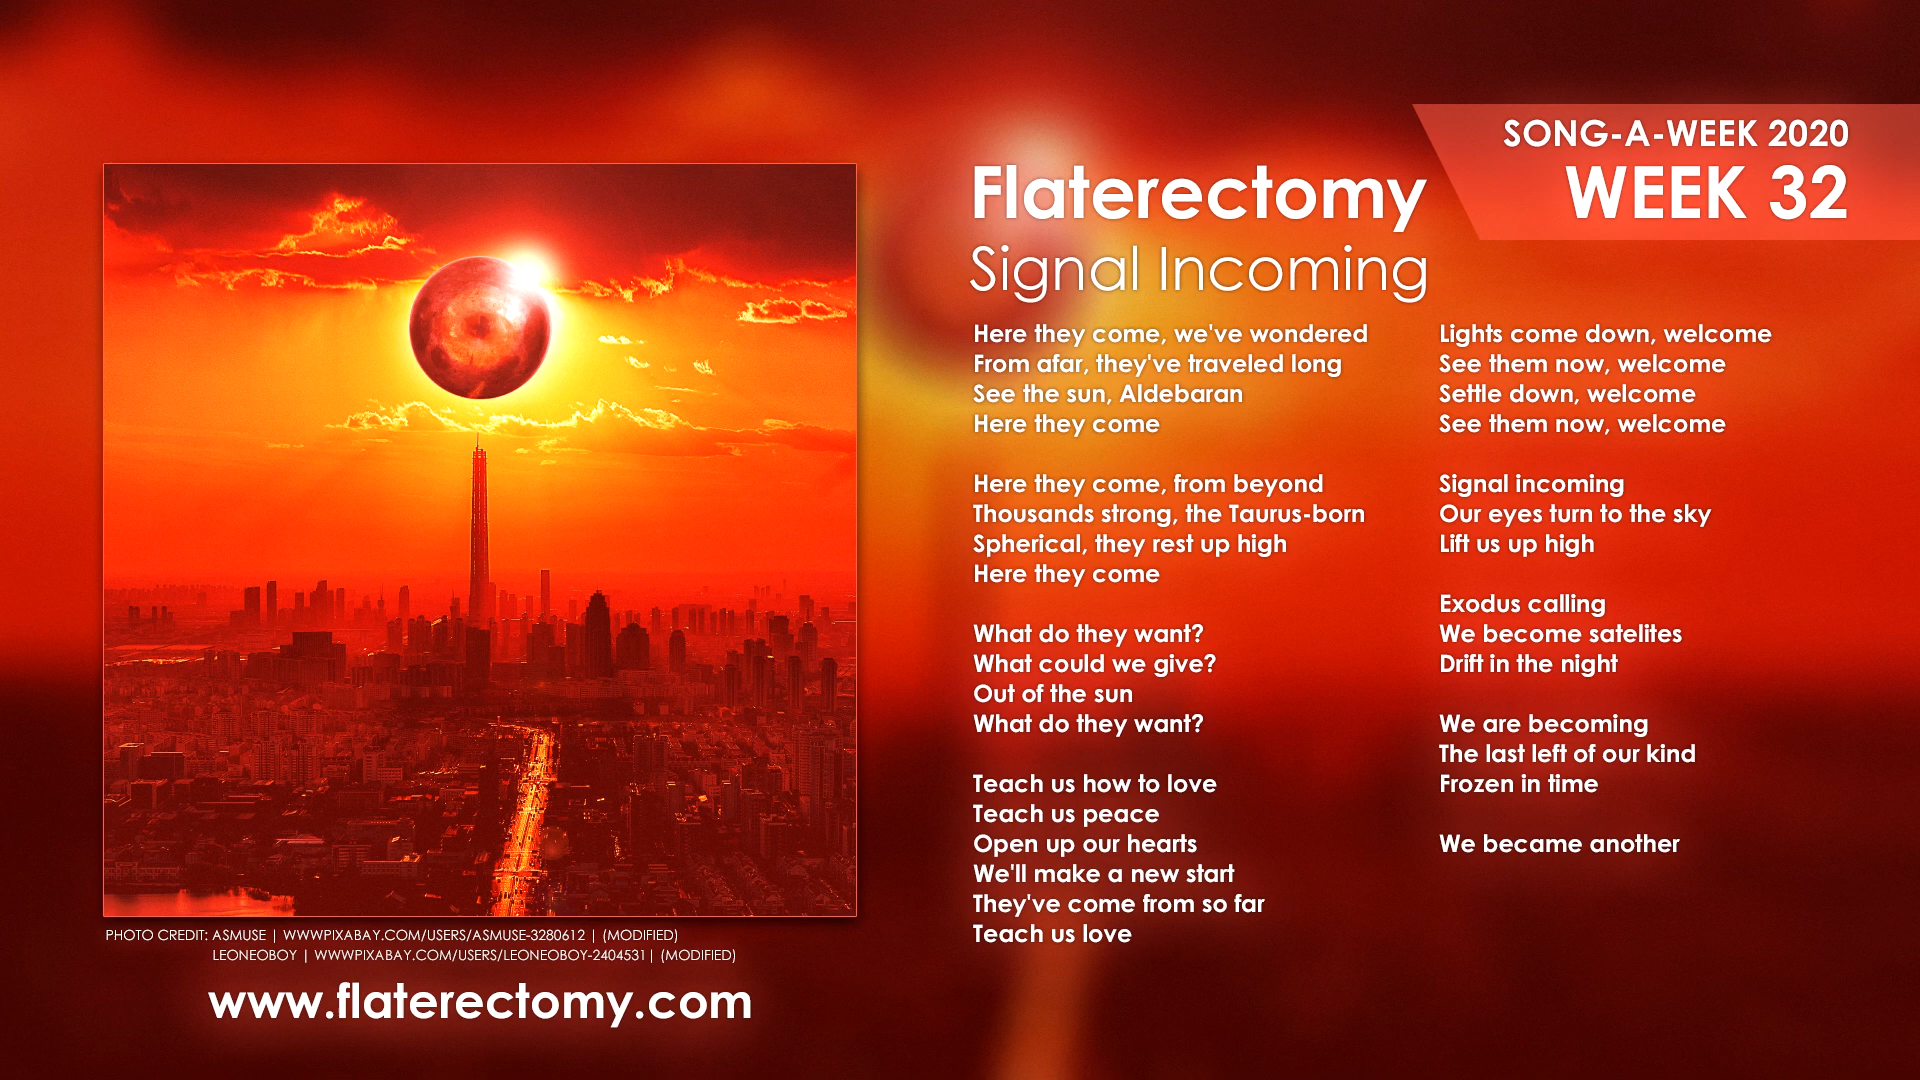 SONG-A-WEEK 2020
WEEK 32
Flaterectomy
Signal Incoming
Here they come, we've wondered
From afar, they've traveled long
See the sun, Aldebaran
Here they come
Here they come, from beyond
Thousands strong, the Taurus-born
Spherical, they rest up high
Here they come
What do they want?
What could we give?
Out of the sun
What do they want?
Teach us how to love
Teach us peace
Open up our hearts
We'll make a new start
They've come from so far
Teach us love
Lights come down, welcome
See them now, welcome
Settle down, welcome
See them now, welcome
Signal incoming
Our eyes turn to the sky
Lift us up high
Exodus calling
We become satelites
Drift in the night
We are becoming
The last left of our kind
Frozen in time
We became another
PHOTO CREDIT: ASMUSE | WWWPIXABAY.COM/USERS/ASMUSE-3280612 | (MODIFIED)
LEONEOBOY | WWWPIXABAY.COM/USERS/LEONEOBOY-2404531| (MODIFIED)
www.flaterectomy.com